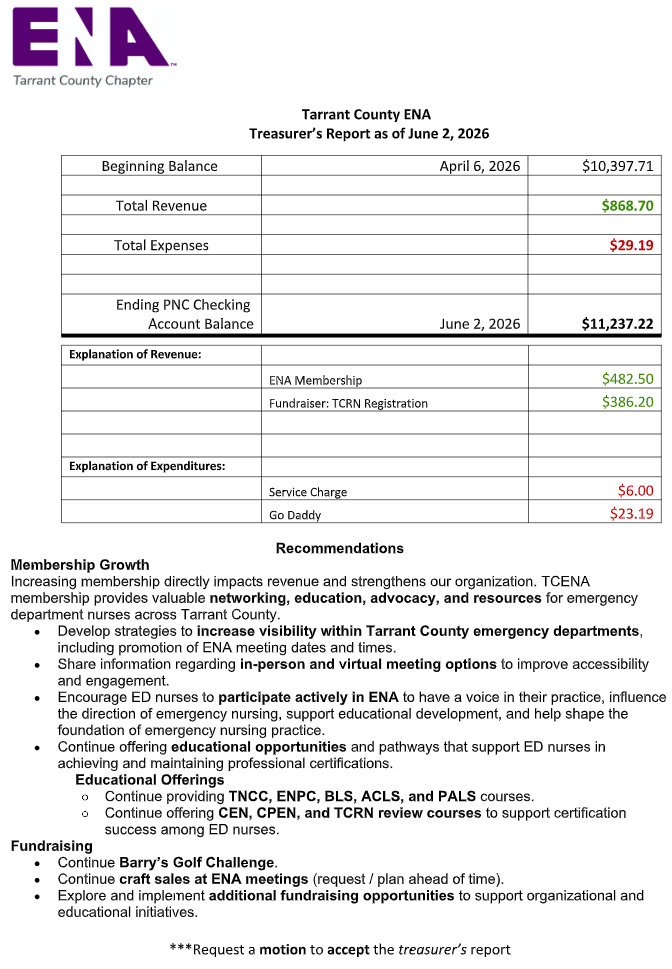 ENA™
Tarrant County Chapter
Tarrant County ENA
Treasurer's Report as of June 2, 2026
Beginning Balance April 6, 2026 $10,397.71
Total Revenue $868.70
Total Expenses $29.19
Ending PNC Checking
Account Balance June 2, 2026 $11,237.22
Explanation of Revenue:
ENA Membership $482.50
Fundraiser: TCRN Registration $386.20
Explanation of Expenditures:
Service Charge $6.00
Go Daddy $23.19
Recommendations
Membership Growth
Increasing membership directly impacts revenue and strengthens our organization. TCENA
membership provides valuable networking, education, advocacy, and resources for emergency
department nurses across Tarrant County.
• Develop strategies to increase visibility within Tarrant County emergency departments,
including promotion of ENA meeting dates and times.
• Share information regarding in-person and virtual meeting options to improve accessibility
and engagement.
• Encourage ED nurses to participate actively in ENA to have a voice in their practice, influence
the direction of emergency nursing, support educational development, and help shape the
foundation of emergency nursing practice.
• Continue offering educational opportunities and pathways that support ED nurses in
achieving and maintaining professional certifications.
Educational Offerings
○ Continue providing TNCC, ENPC, BLS, ACLS, and PALS courses.
○ Continue offering CEN, CPEN, and TCRN review courses to support certification
success among ED nurses.
Fundraising
• Continue Barry's Golf Challenge.
• Continue craft sales at ENA meetings (request / plan ahead of time).
• Explore and implement additional fundraising opportunities to support organizational and
educational initiatives.
***Request a motion to accept the treasurer's report